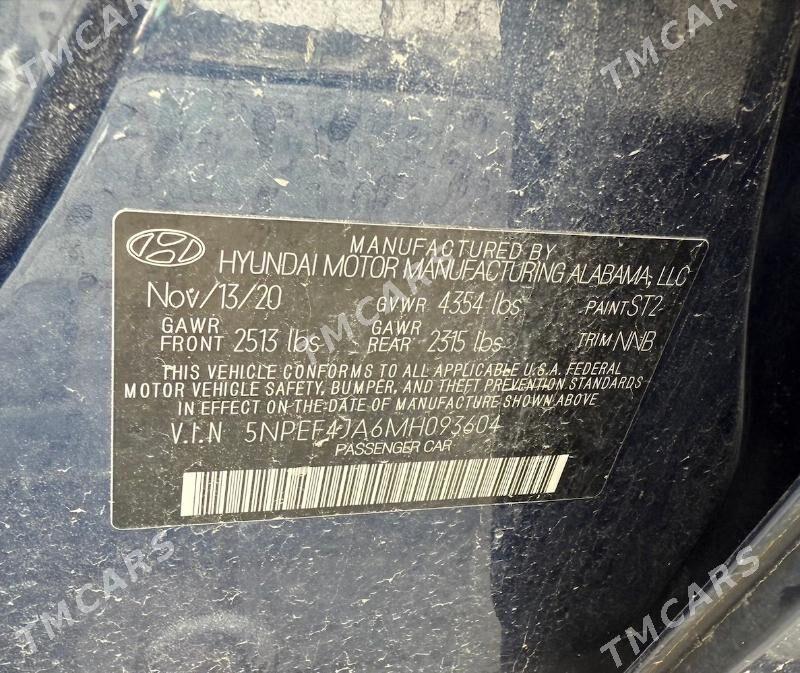 TMCARS
TMCARS
MANUFACTURED BY
HYUNDAI MOTOR MANUFACTURING ALABAMA, LLC
Nov/13/20 GVWR 4354 lbs PAINT ST2
GAWR FRONT 2513 lbs GAWR REAR 2315 lbs TRIM NNB
THIS VEHICLE CONFORMS TO ALL APPLICABLE U.S.A. FEDERAL
MOTOR VEHICLE SAFETY, BUMPER, AND THEFT PREVENTION STANDARDS
IN EFFECT ON THE DATE OF MANUFACTURE SHOWN ABOVE
V.I.N 5NPEF4JA6MH093604
PASSENGER CAR
TMCARS
TMCARS
TMCARS